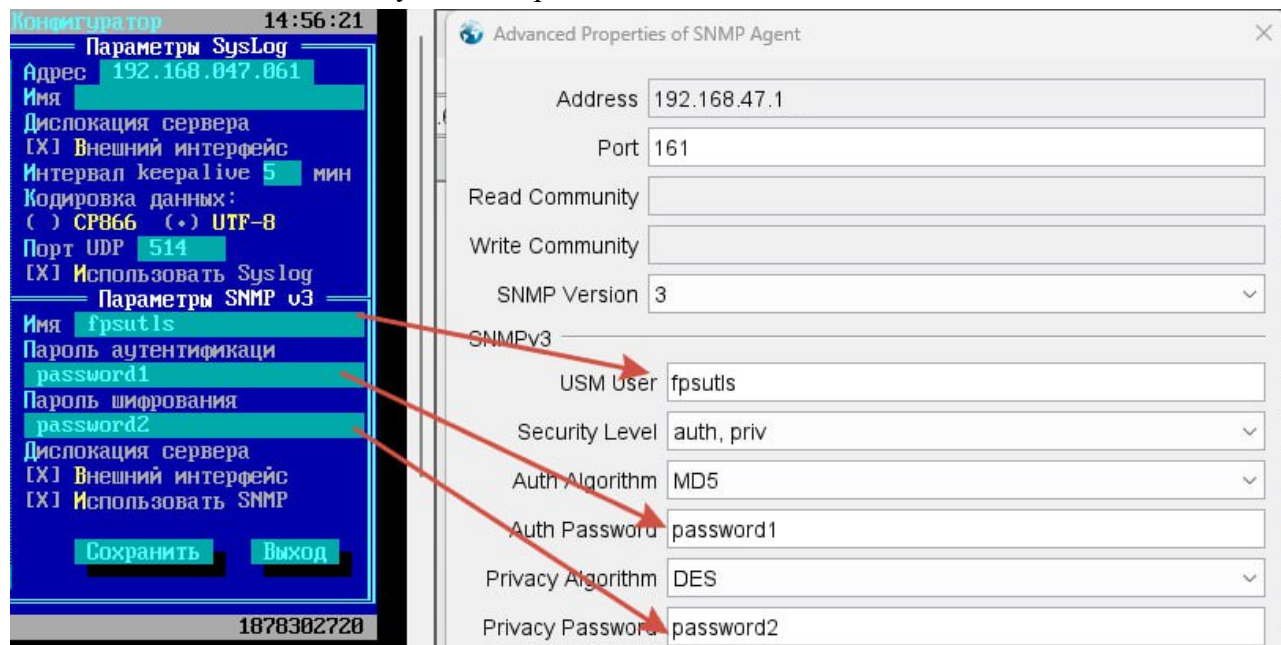 Конфигуратор 14:56:21
Параметры SysLog
Адрес 192.168.047.061
Имя
Дислокация сервера
[X] Внешний интерфейс
Интервал keepalive 5 мин
Кодировка данных:
( ) CP866 (•) UTF-8
Порт UDP 514
[X] Использовать Syslog
Параметры SNMP v3
Имя fpsutls
Пароль аутентификаци
password1
Пароль шифрования
password2
Дислокация сервера
[X] Внешний интерфейс
[X] Использовать SNMP
Сохранить Выход
1878302720
Advanced Properties of SNMP Agent
Address 192.168.47.1
Port 161
Read Community
Write Community
SNMP Version 3
SNMPv3
USM User fpsutls
Security Level auth, priv
Auth Algorithm MD5
Auth Password password1
Privacy Algorithm DES
Privacy Password password2